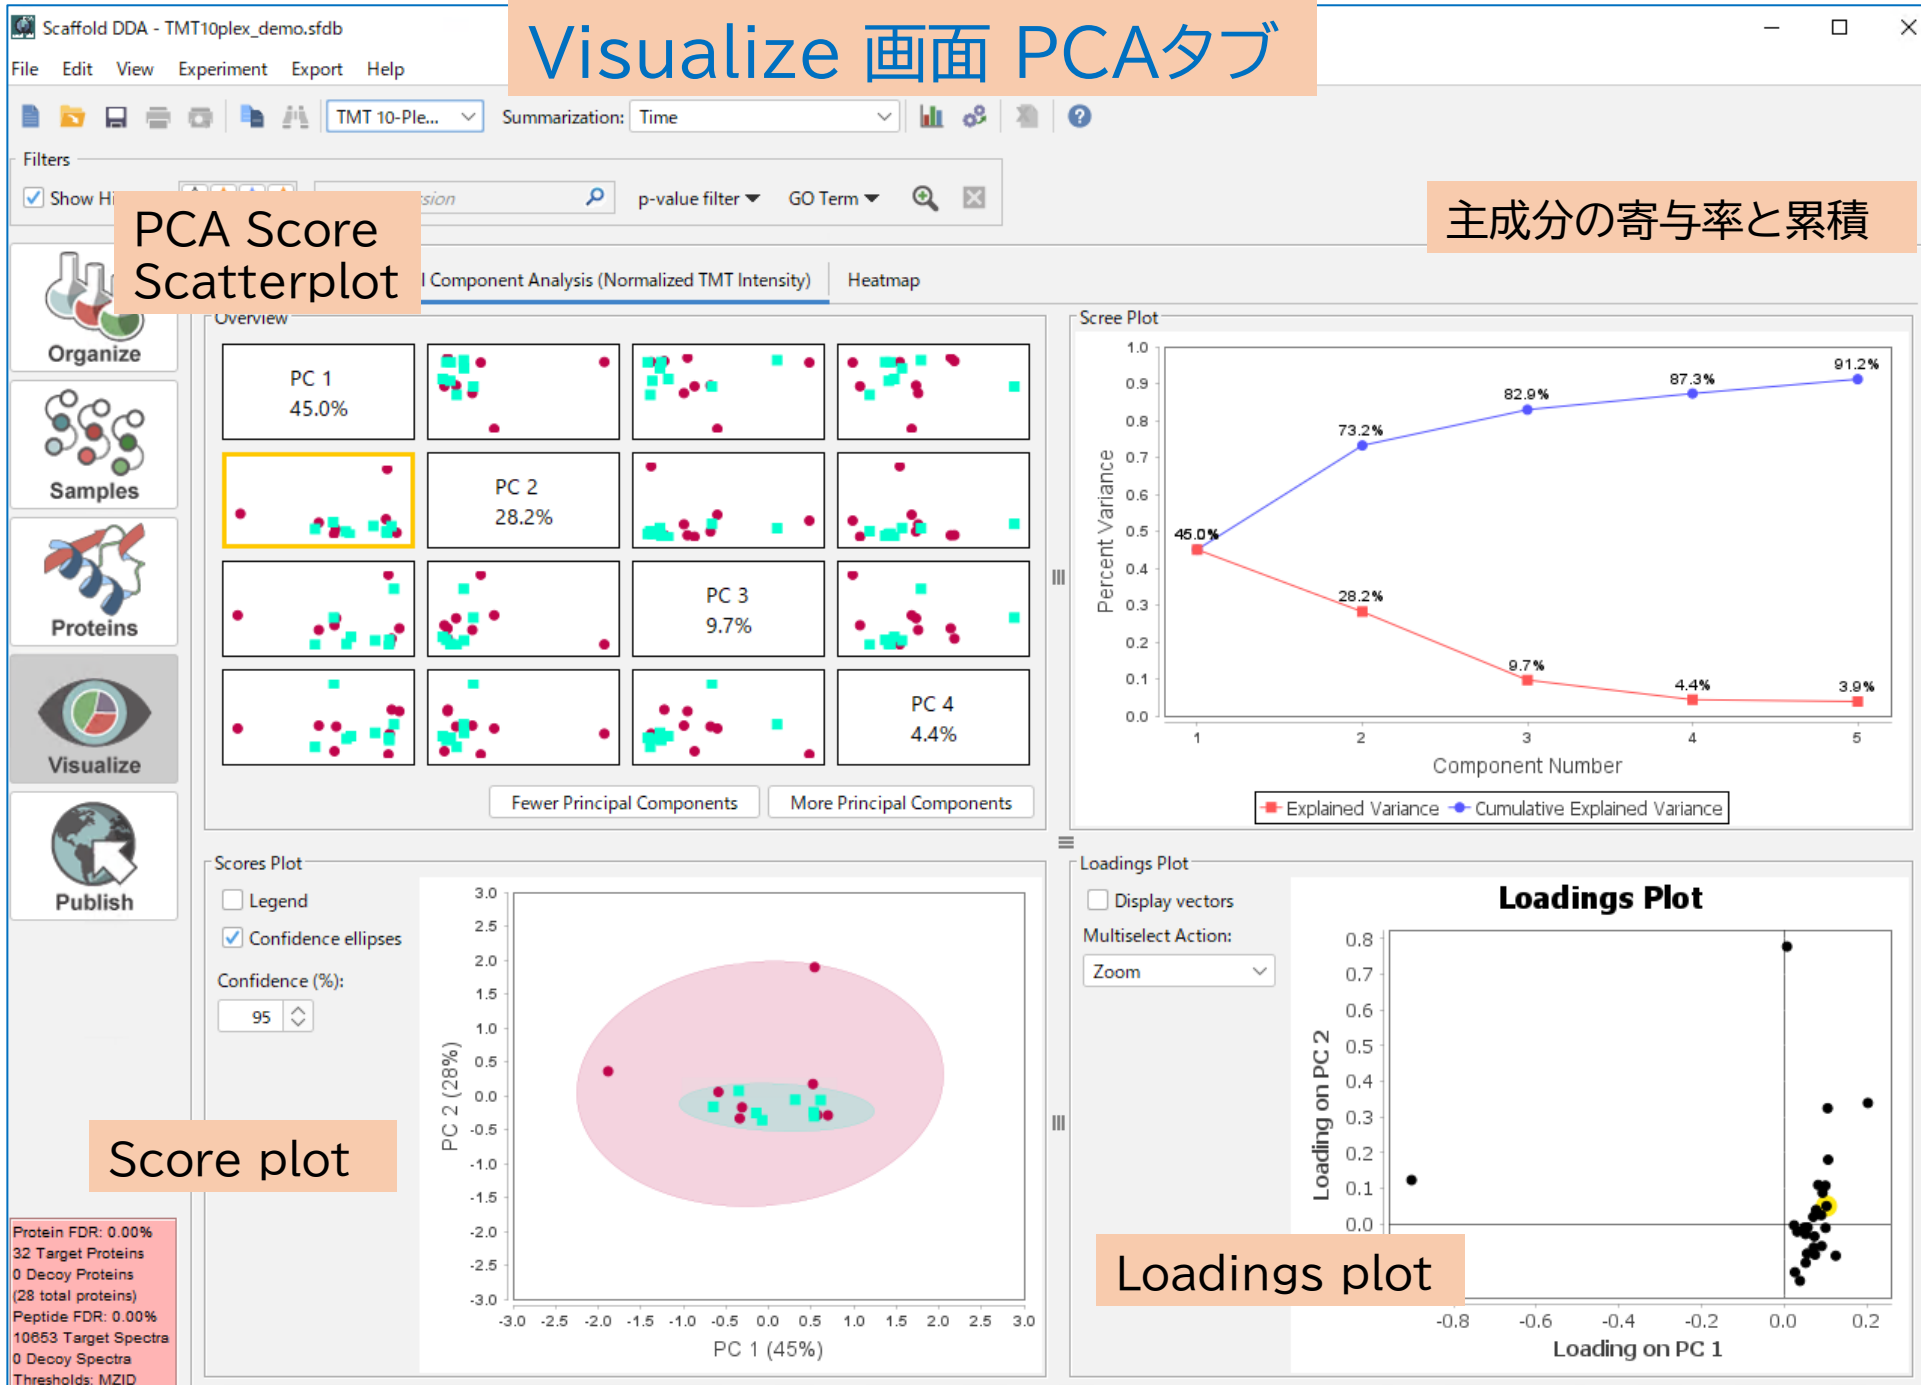 Scaffold DDA - TMT10plex_demo.sfdb
Visualize 画面 PCAタブ
File Edit View Experiment Export Help
TMT 10-Ple... Summarization: Time
Filters
Show Hi
p-value filter GO Term
PCA Score
Scatterplot
主成分の寄与率と累積
Component Analysis (Normalized TMT Intensity) Heatmap
Organize
Samples
Proteins
Visualize
Publish
Overview
PC 1
45.0%
PC 2
28.2%
PC 3
9.7%
PC 4
4.4%
Fewer Principal Components More Principal Components
Scree Plot
1.0
0.9
0.8
0.7
0.6
0.5
0.4
0.3
0.2
0.1
0.0
Percent Variance
45.0%
73.2%
82.9%
87.3%
91.2%
28.2%
9.7%
4.4%
3.9%
1 2 3 4 5
Component Number
Explained Variance Cumulative Explained Variance
Scores Plot
Legend
Confidence ellipses
Confidence (%):
95
Score plot
3.0
2.5
2.0
1.5
1.0
0.5
0.0
-0.5
-1.0
-1.5
-2.0
-2.5
-3.0
PC 2 (28%)
-3.0 -2.5 -2.0 -1.5 -1.0 -0.5 0.0 0.5 1.0 1.5 2.0 2.5 3.0
PC 1 (45%)
Loadings Plot
Display vectors
Multiselect Action:
Zoom
Loadings Plot
0.8
0.7
0.6
0.5
0.4
0.3
0.2
0.1
0.0
Loading on PC 2
Loadings plot
-0.8 -0.6 -0.4 -0.2 0.0 0.2
Loading on PC 1
Protein FDR: 0.00%
32 Target Proteins
0 Decoy Proteins
(28 total proteins)
Peptide FDR: 0.00%
10653 Target Spectra
0 Decoy Spectra
Thresholds: MZID